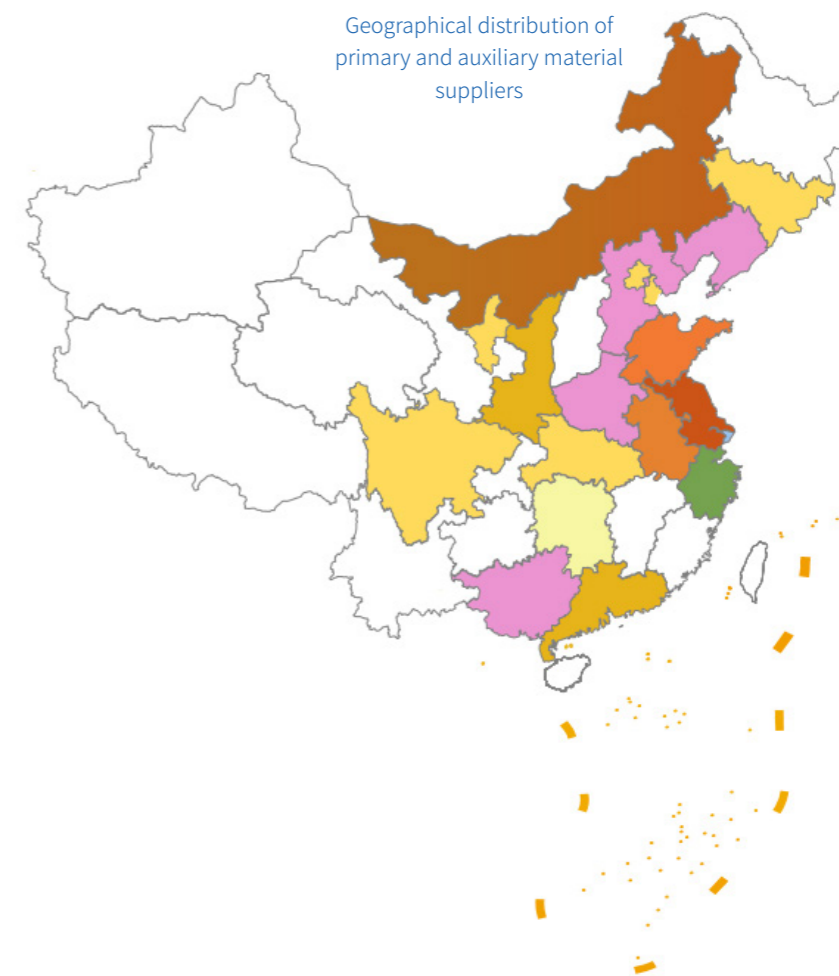 Geographical distribution of
primary and auxiliary material
suppliers